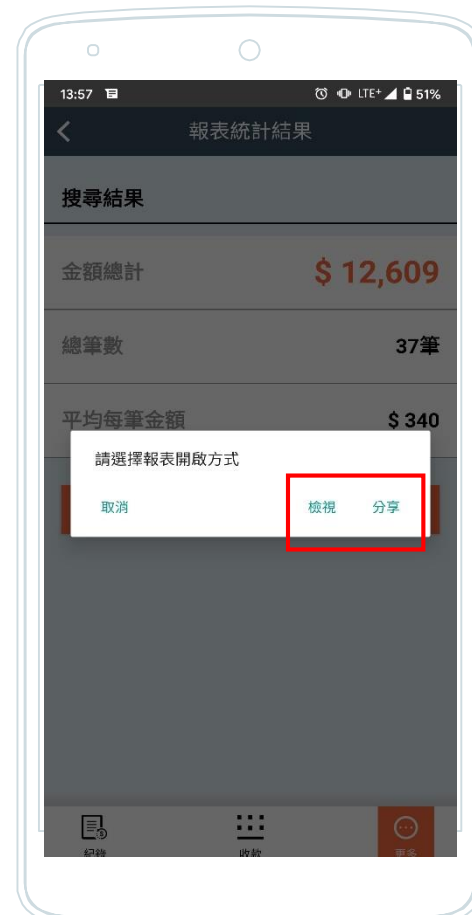 13:57 LTE+ 51%
報表統計結果
搜尋結果
金額總計 $ 12,609
總筆數 37筆
平均每筆金額 $ 340
請選擇報表開啟方式
取消 檢視 分享
紀錄 收款 更多